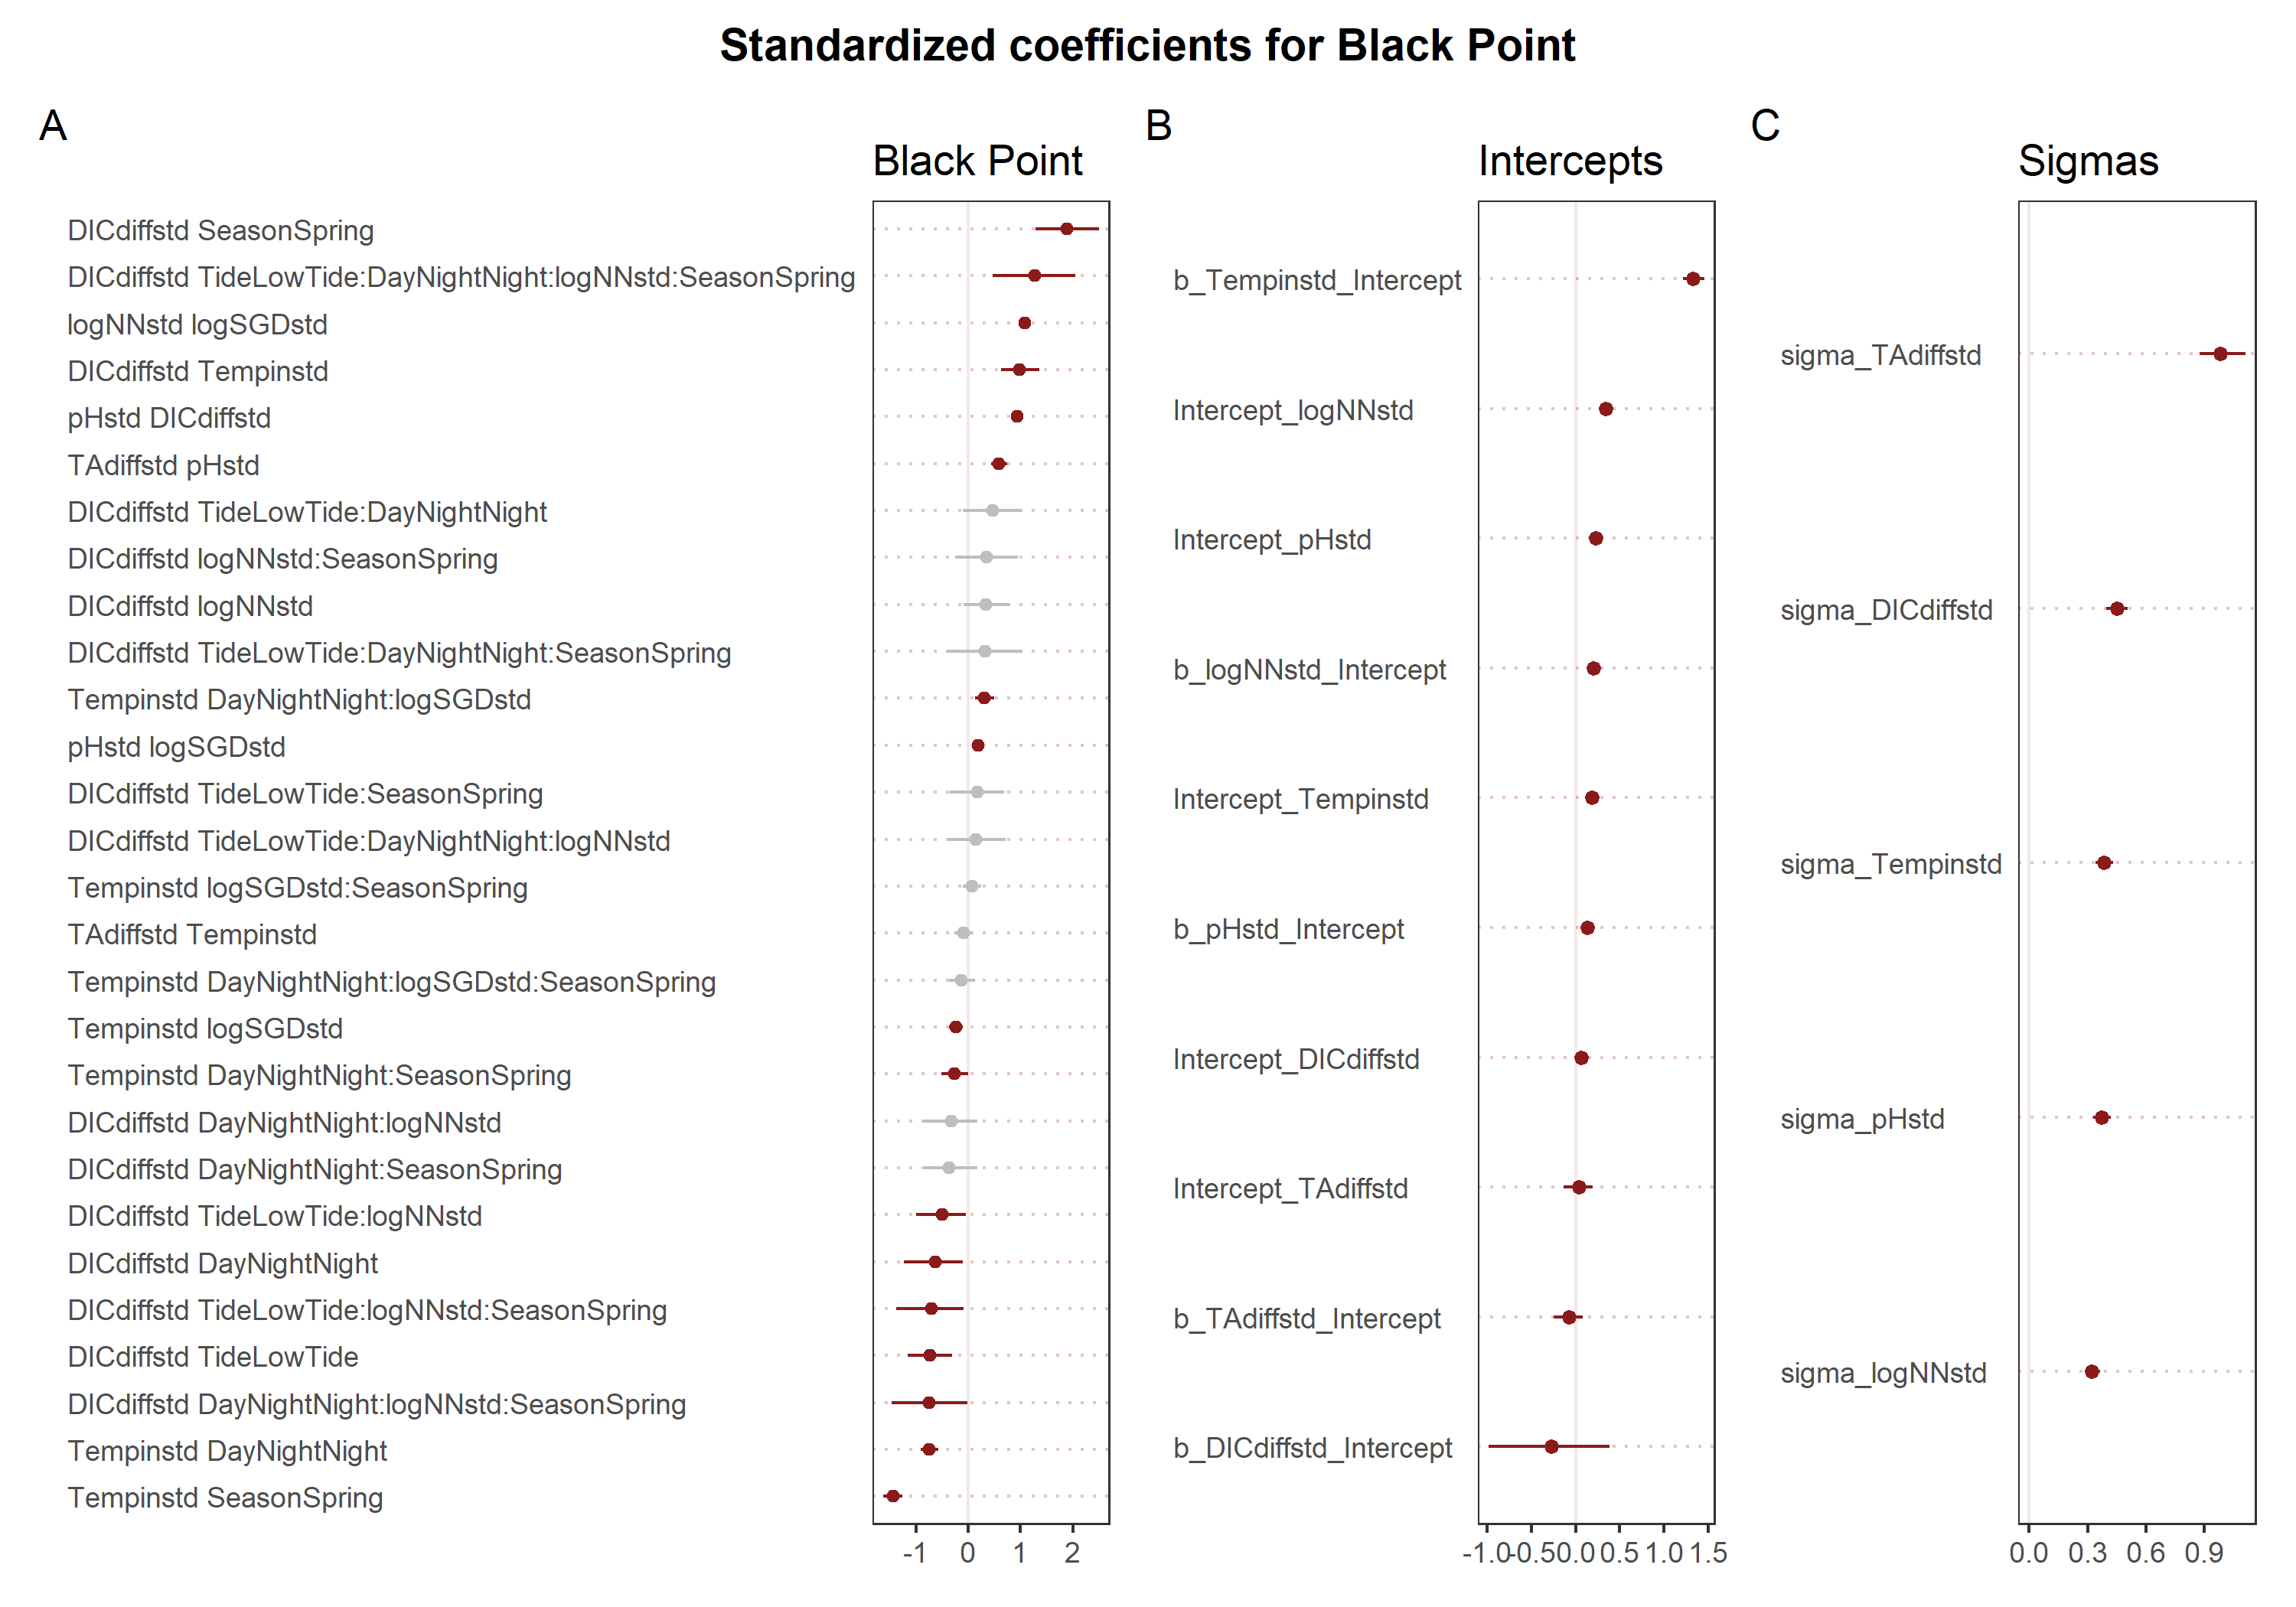 Standardized coefficients for Black Point
A
Black Point
DICdiffstd SeasonSpring
DICdiffstd TideLowTide:DayNightNight:logNNstd:SeasonSpring
logNNstd logSGDstd
DICdiffstd Tempinstd
pHstd DICdiffstd
TAdiffstd pHstd
DICdiffstd TideLowTide:DayNightNight
DICdiffstd logNNstd:SeasonSpring
DICdiffstd logNNstd
DICdiffstd TideLowTide:DayNightNight:SeasonSpring
Tempinstd DayNightNight:logSGDstd
pHstd logSGDstd
DICdiffstd TideLowTide:SeasonSpring
DICdiffstd TideLowTide:DayNightNight:logNNstd
Tempinstd logSGDstd:SeasonSpring
TAdiffstd Tempinstd
Tempinstd DayNightNight:logSGDstd:SeasonSpring
Tempinstd logSGDstd
Tempinstd DayNightNight:SeasonSpring
DICdiffstd DayNightNight:logNNstd
DICdiffstd DayNightNight:SeasonSpring
DICdiffstd TideLowTide:logNNstd
DICdiffstd DayNightNight
DICdiffstd TideLowTide:logNNstd:SeasonSpring
DICdiffstd TideLowTide
DICdiffstd DayNightNight:logNNstd:SeasonSpring
Tempinstd DayNightNight
Tempinstd SeasonSpring
-1 0 1 2
B
Intercepts
b_Tempinstd_Intercept
Intercept_logNNstd
Intercept_pHstd
b_logNNstd_Intercept
Intercept_Tempinstd
b_pHstd_Intercept
Intercept_DICdiffstd
Intercept_TAdiffstd
b_TAdiffstd_Intercept
b_DICdiffstd_Intercept
-1.0 -0.5 0.0 0.5 1.0 1.5
C
Sigmas
sigma_TAdiffstd
sigma_DICdiffstd
sigma_Tempinstd
sigma_pHstd
sigma_logNNstd
0.0 0.3 0.6 0.9